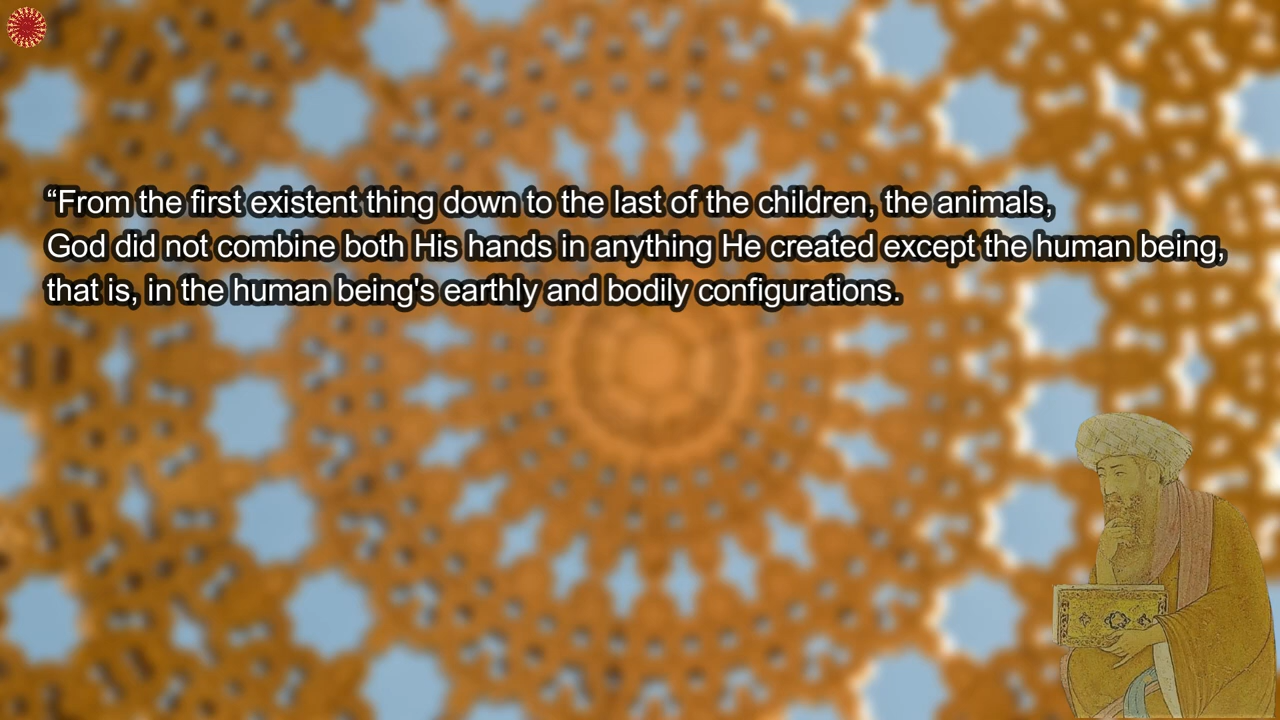 “From the first existent thing down to the last of the children, the animals,
God did not combine both His hands in anything He created except the human being,
that is, in the human being's earthly and bodily configurations.